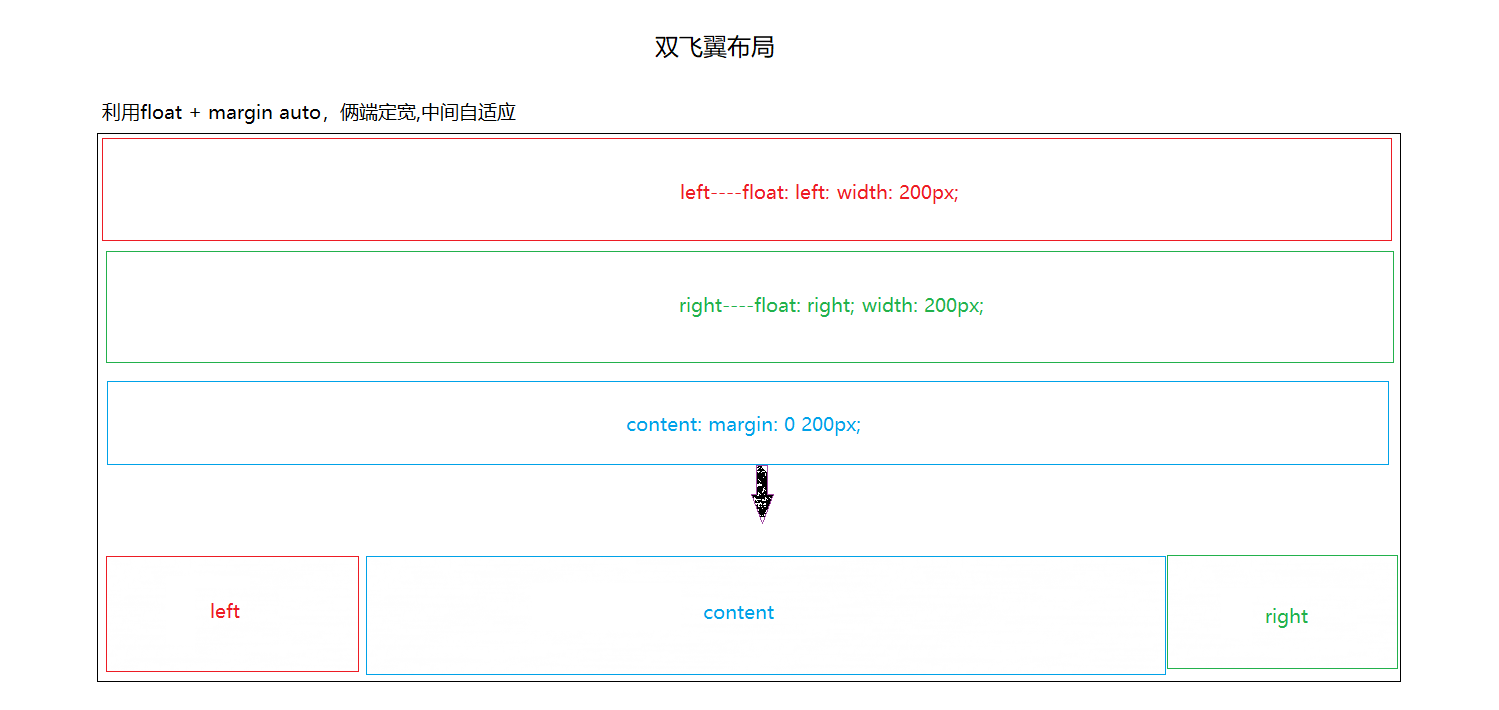 双飞翼布局
利用float + margin auto，俩端定宽,中间自适应
left----float: left: width: 200px;
right----float: right; width: 200px;
content: margin: 0 200px;
left
content
right